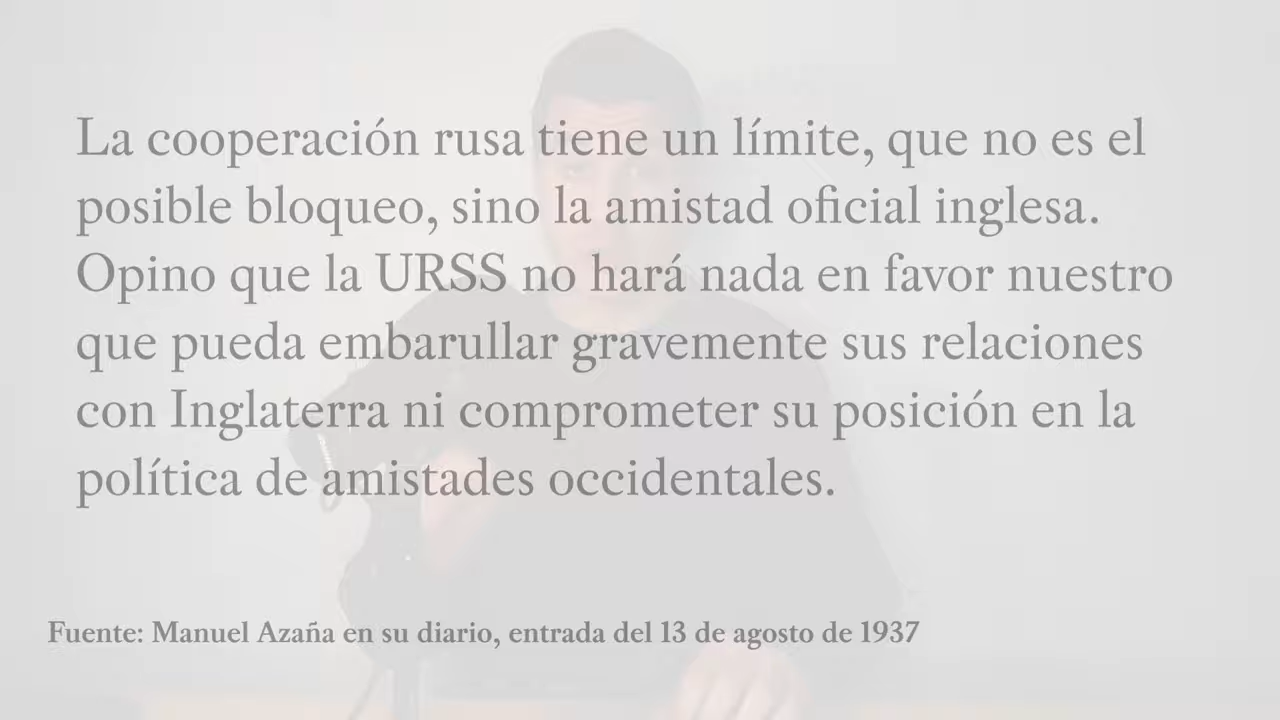 La cooperación rusa tiene un límite, que no es el
posible bloqueo, sino la amistad oficial inglesa.
Opino que la URSS no hará nada en favor nuestro
que pueda embarullar gravemente sus relaciones
con Inglaterra ni comprometer su posición en la
política de amistades occidentales.
Fuente: Manuel Azaña en su diario, entrada del 13 de agosto de 1937